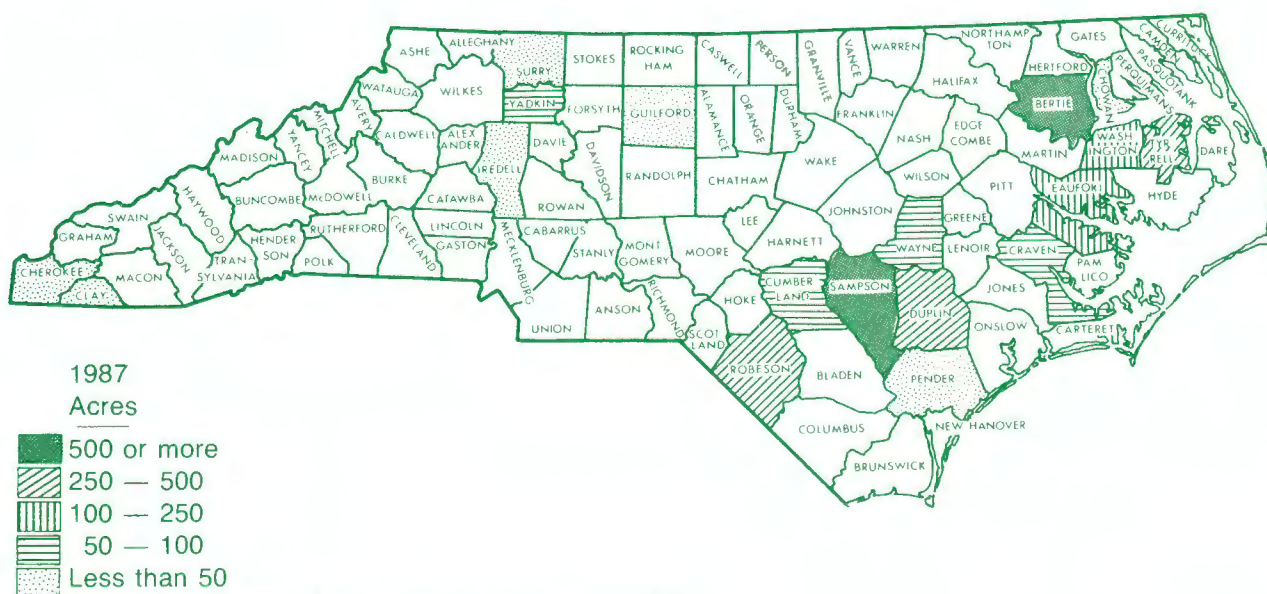 ASHE
ALLEGHANY
SURRY
STOKES
ROCKING
HAM
CASWELL
PERSON
GRANVILLE
VANCE
WARREN
NORTHAMP
TON
GATES
CURRITUCK
CAMDEN
PASQUOTANK
PERQUIMANS
CHOWAN
HERTFORD
HALIFAX
BERTIE
WATAUGA
WILKES
YADKIN
FORSYTH
GUILFORD
ALAMANCE
ORANGE
DURHAM
FRANKLIN
NASH
EDGE
COMBE
MARTIN
WASH
INGTON
TYR
RELL
DARE
MITCHELL
AVERY
CALDWELL
ALEX
ANDER
IREDELL
DAVIE
DAVIDSON
RANDOLPH
CHATHAM
WAKE
WILSON
PITT
EAUFORT
HYDE
MADISON
YANCEY
BURKE
CATAWBA
ROWAN
HAYWOOD
BUNCOMBE
McDOWELL
JOHNSTON
GREENE
SWAIN
GRAHAM
JACKSON
HENDER
SON
RUTHERFORD
POLK
CLEVELAND
LINCOLN
GASTON
MECKLENBURG
CABARRUS
STANLY
MONT
GOMERY
MOORE
LEE
HARNETT
WAYNE
LENOIR
CRAVEN
PAM
LICO
CHEROKEE
CLAY
MACON
TRAN
SYLVANIA
UNION
ANSON
RICHMOND
HOKE
SCOT
LAND
CUMBER
LAND
SAMPSON
DUPLIN
JONES
ONSLOW
CARTERET
ROBESON
BLADEN
PENDER
COLUMBUS
NEW HANOVER
BRUNSWICK
1987
Acres
500 or more
250 — 500
100 — 250
50 — 100
Less than 50